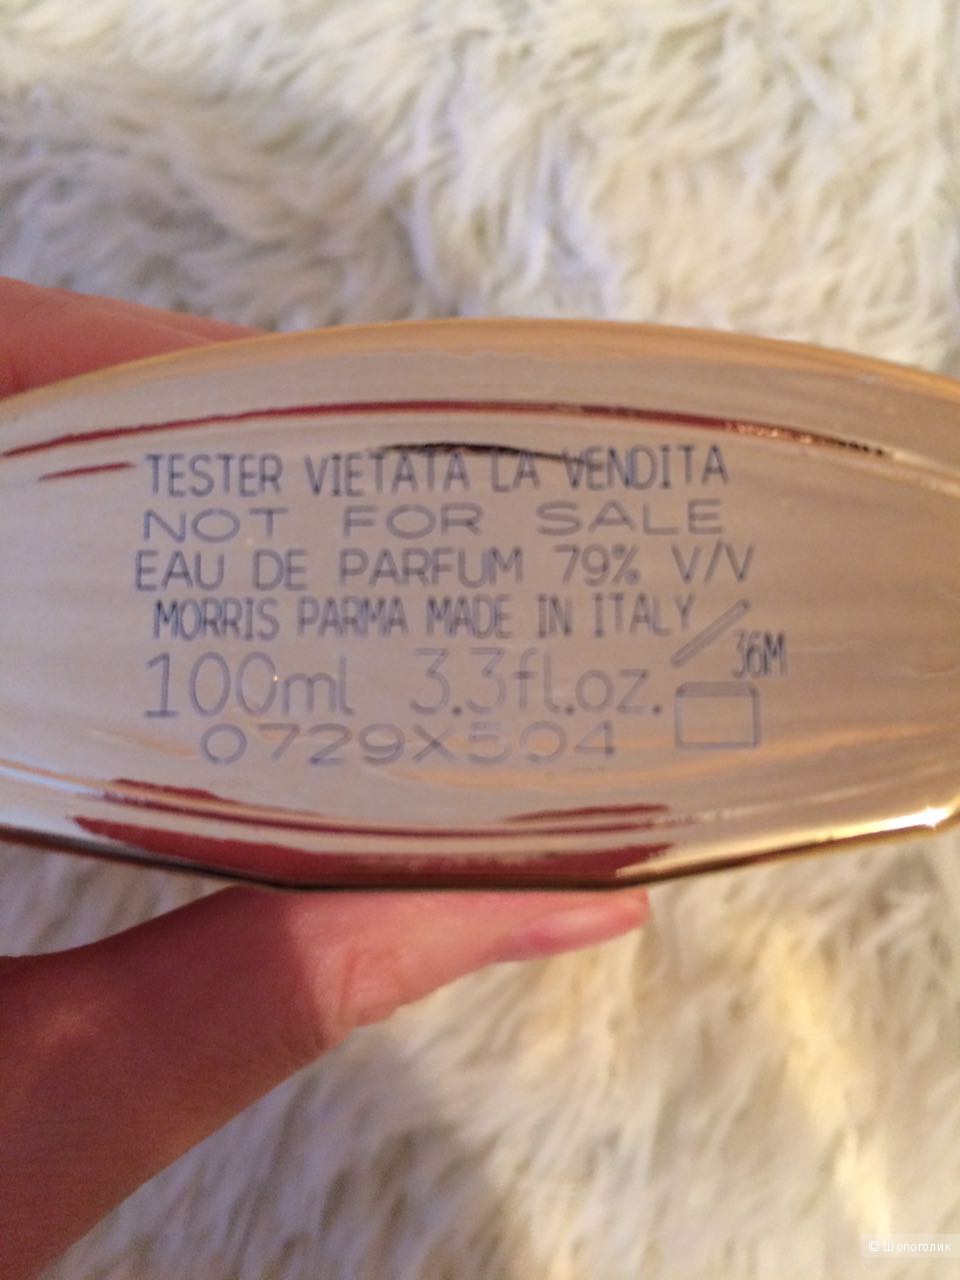 TESTER VIETATA LA VENDITA
NOT FOR SALE
EAU DE PARFUM 79% V/V
MORRIS PARMA MADE IN ITALY
36M
100ml 3.3fl.oz.
0729X504
© Шопоголик